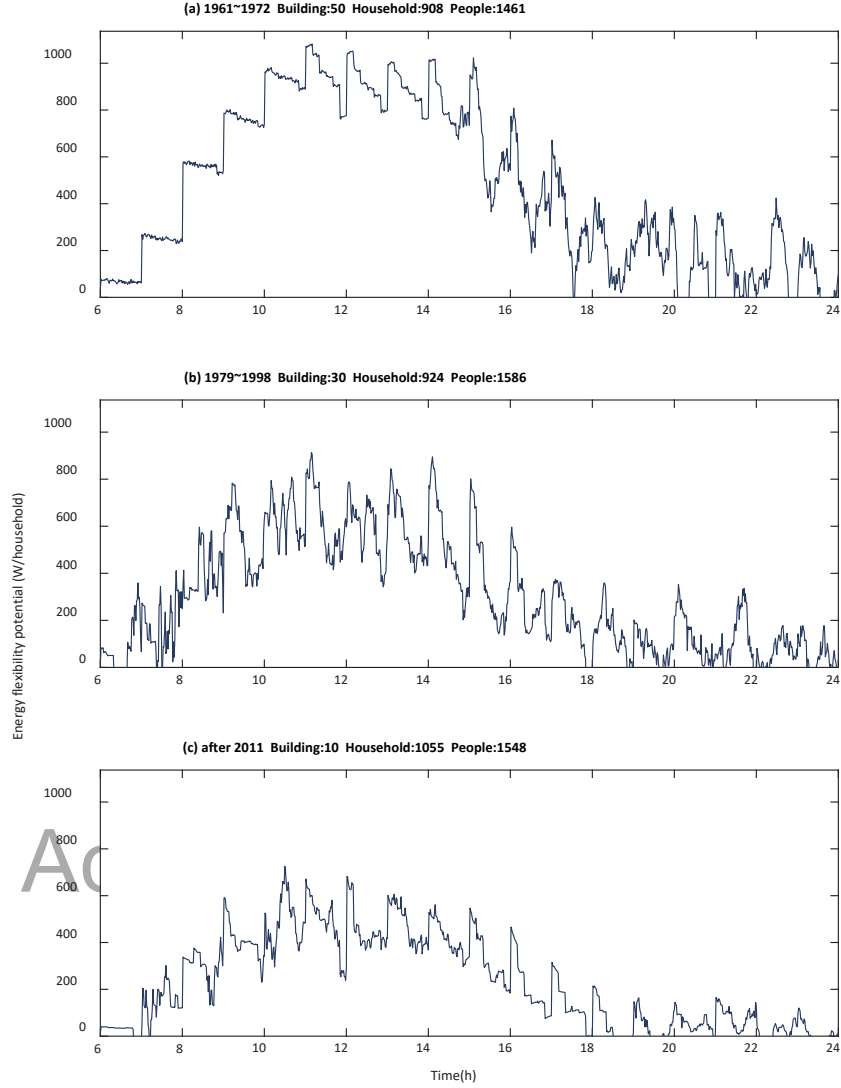 (a) 1961~1972 Building:50 Household:908 People:1461
1000
800
600
400
200
0
6 8 10 12 14 16 18 20 22 24
(b) 1979~1998 Building:30 Household:924 People:1586
1000
800
600
400
200
0
6 8 10 12 14 16 18 20 22 24
Energy flexibility potential (W/household)
(c) after 2011 Building:10 Household:1055 People:1548
1000
800
600
400
200
0
6 8 10 12 14 16 18 20 22 24
Time(h)